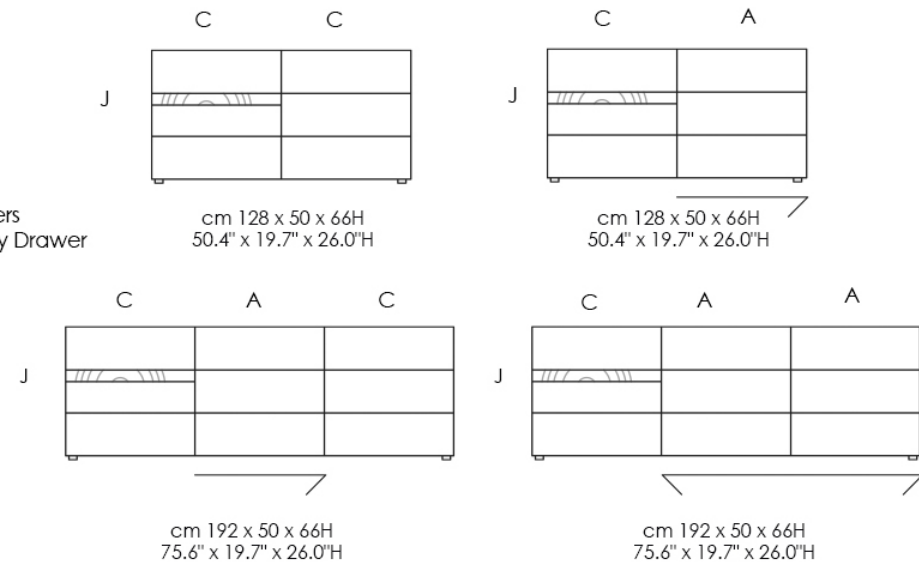 C C
C A
J
J
cm 128 x 50 x 66H
50.4" x 19.7" x 26.0"H
cm 128 x 50 x 66H
50.4" x 19.7" x 26.0"H
ers
y Drawer
C A C
C A A
J
J
cm 192 x 50 x 66H
75.6" x 19.7" x 26.0"H
cm 192 x 50 x 66H
75.6" x 19.7" x 26.0"H